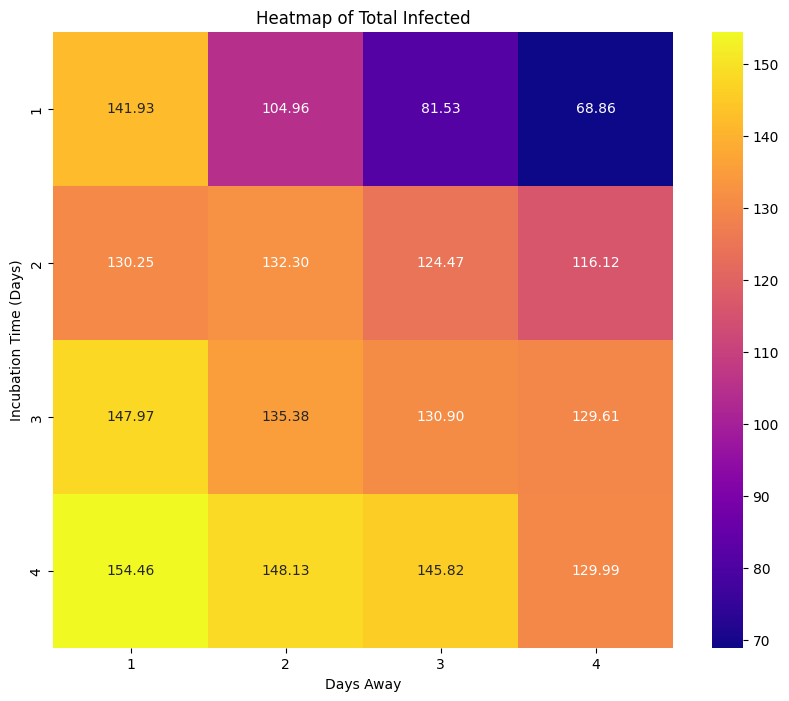 Heatmap of Total Infected
141.93 104.96 81.53 68.86
130.25 132.30 124.47 116.12
147.97 135.38 130.90 129.61
154.46 148.13 145.82 129.99
1
2
3
4
Incubation Time (Days)
1 2 3 4
Days Away
150
140
130
120
110
100
90
80
70